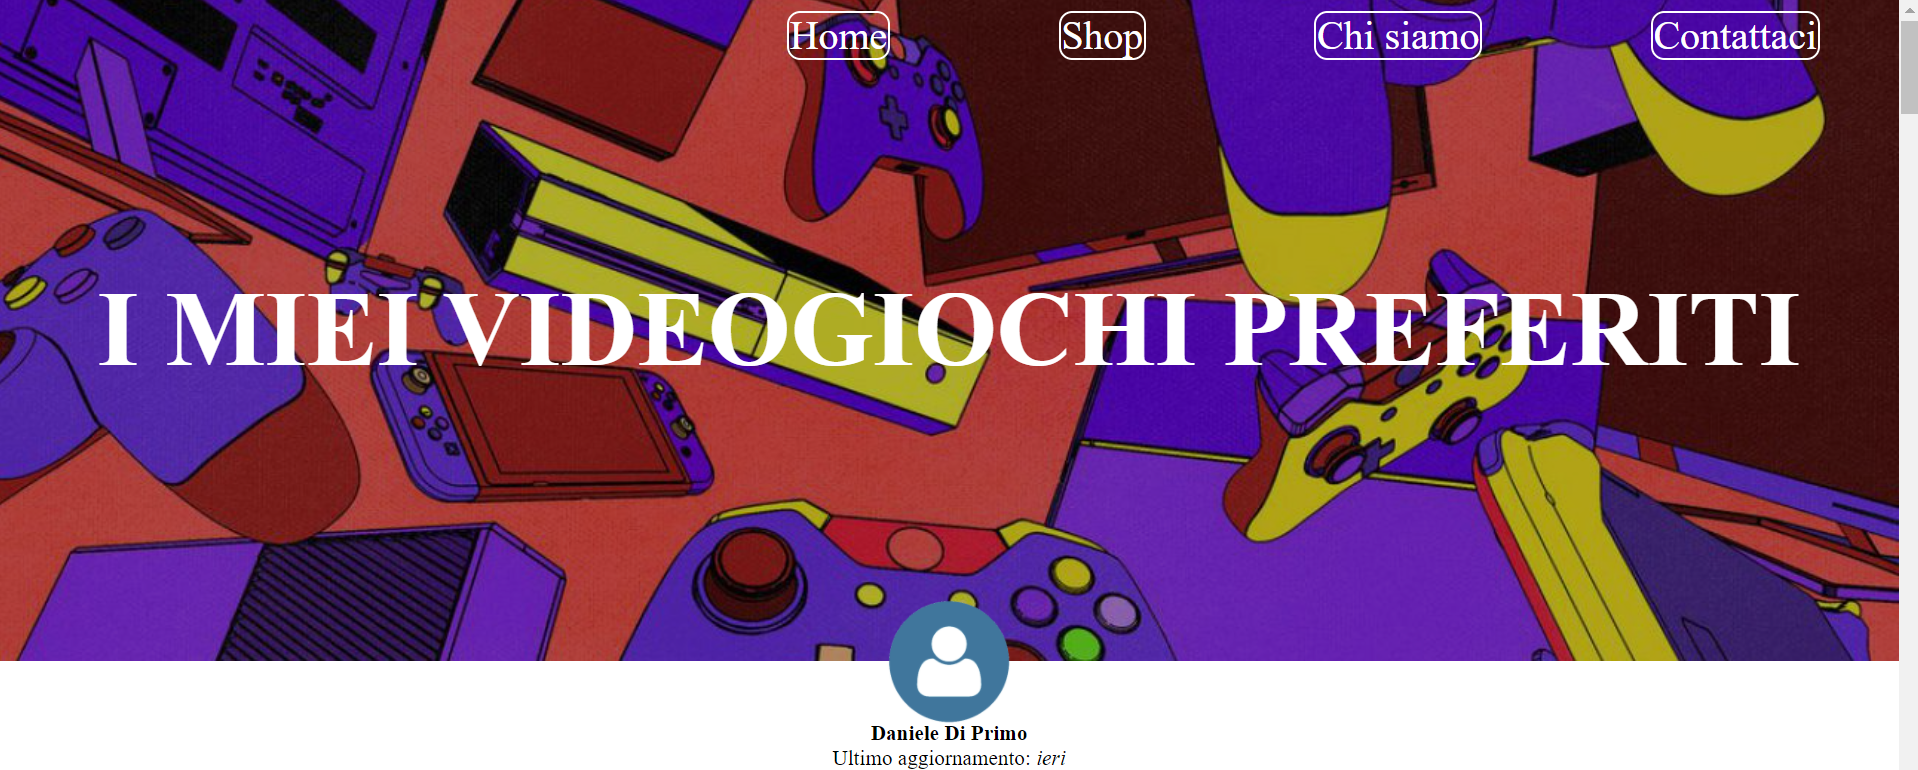 Home Shop Chi siamo Contattaci
I MIEI VIDEOGIOCHI PREFERITI
Daniele Di Primo
Ultimo aggiornamento: ieri